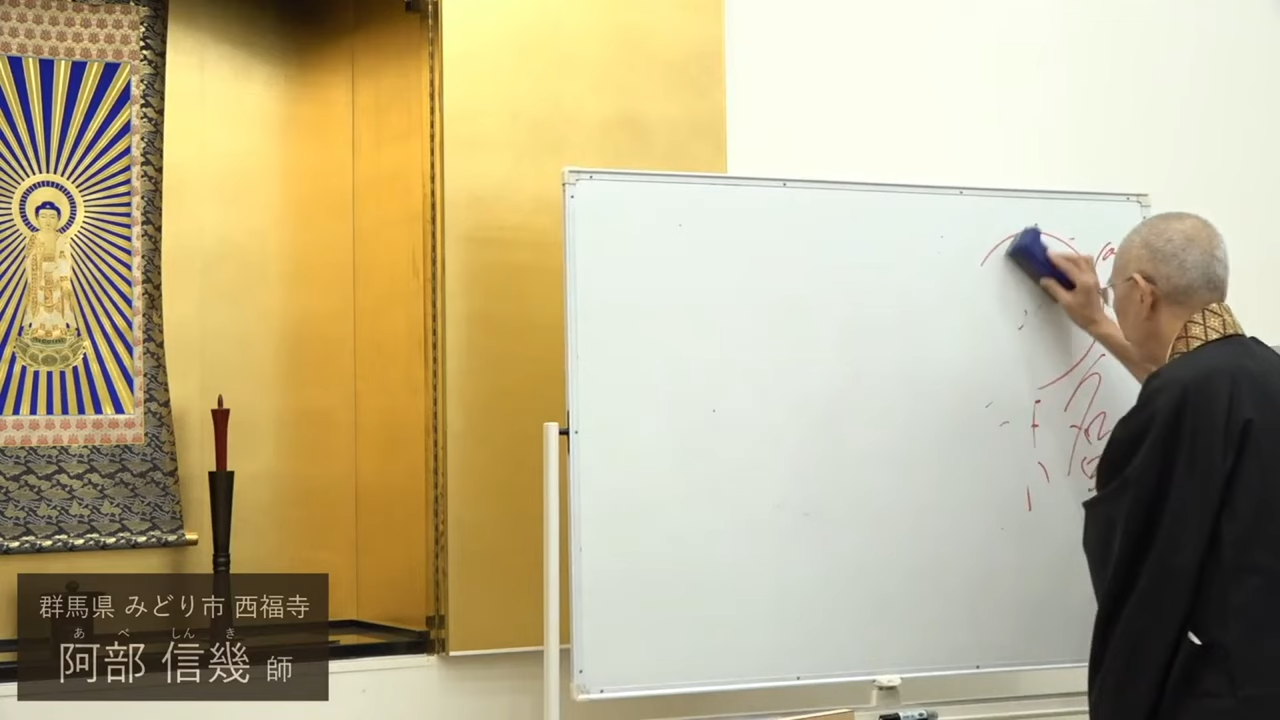 群馬県 みどり市 西福寺
あべ しんき
阿部 信幾 師